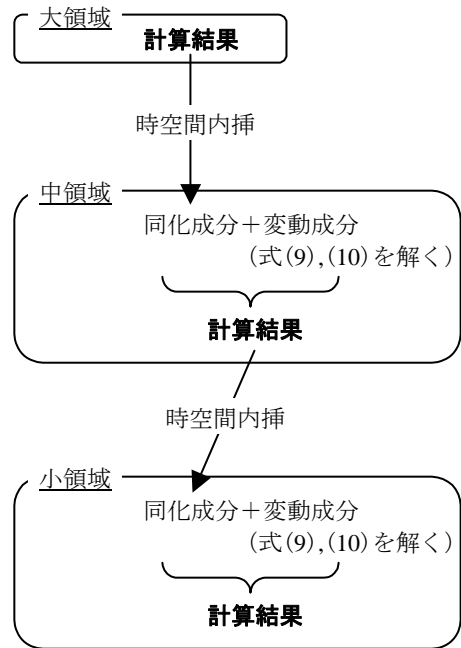 大領域
計算結果
時空間内挿
中領域
同化成分＋変動成分
(式(9),(10)を解く)
計算結果
時空間内挿
小領域
同化成分＋変動成分
(式(9),(10)を解く)
計算結果